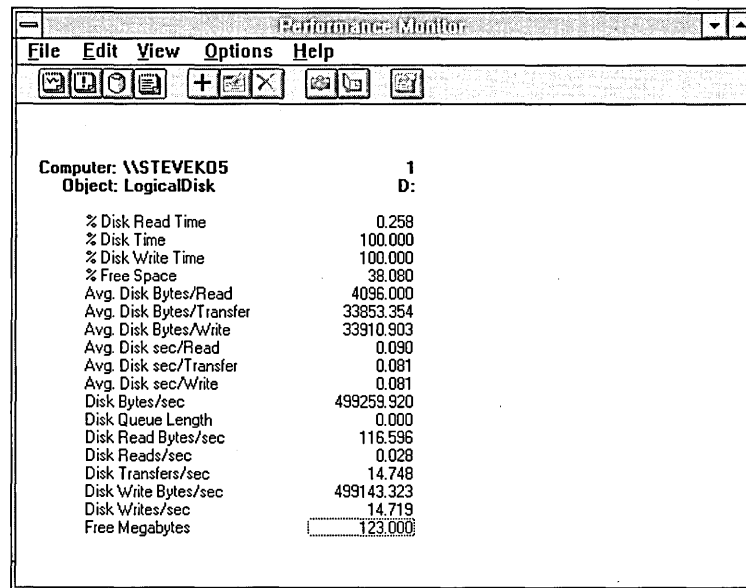 Performance Monitor
File Edit View Options Help
Computer: \\STEVEK05 1
Object: LogicalDisk D:
% Disk Read Time 0.258
% Disk Time 100.000
% Disk Write Time 100.000
% Free Space 38.080
Avg. Disk Bytes/Read 4096.000
Avg. Disk Bytes/Transfer 33853.354
Avg. Disk Bytes/Write 33910.903
Avg. Disk sec/Read 0.090
Avg. Disk sec/Transfer 0.081
Avg. Disk sec/Write 0.081
Disk Bytes/sec 499259.920
Disk Queue Length 0.000
Disk Read Bytes/sec 116.596
Disk Reads/sec 0.028
Disk Transfers/sec 14.748
Disk Write Bytes/sec 499143.323
Disk Writes/sec 14.719
Free Megabytes 123.000